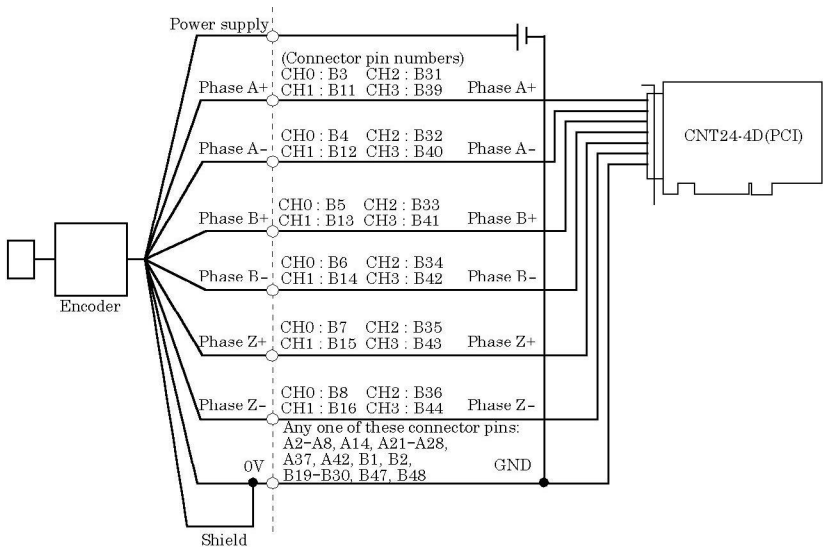 Power supply
(Connector pin numbers)
CH0 : B3 CH2 : B31
Phase A+ CH1 : B11 CH3 : B39 Phase A+
CNT24-4D(PCI)
CH0 : B4 CH2 : B32
Phase A- CH1 : B12 CH3 : B40 Phase A-
CH0 : B5 CH2 : B33
Phase B+ CH1 : B13 CH3 : B41 Phase B+
CH0 : B6 CH2 : B34
Phase B- CH1 : B14 CH3 : B42 Phase B-
Encoder
CH0 : B7 CH2 : B35
Phase Z+ CH1 : B15 CH3 : B43 Phase Z+
CH0 : B8 CH2 : B36
Phase Z- CH1 : B16 CH3 : B44 Phase Z-
Any one of these connector pins:
A2-A8, A14, A21-A28,
A37, A42, B1, B2,
0V B19-B30, B47, B48 GND
Shield